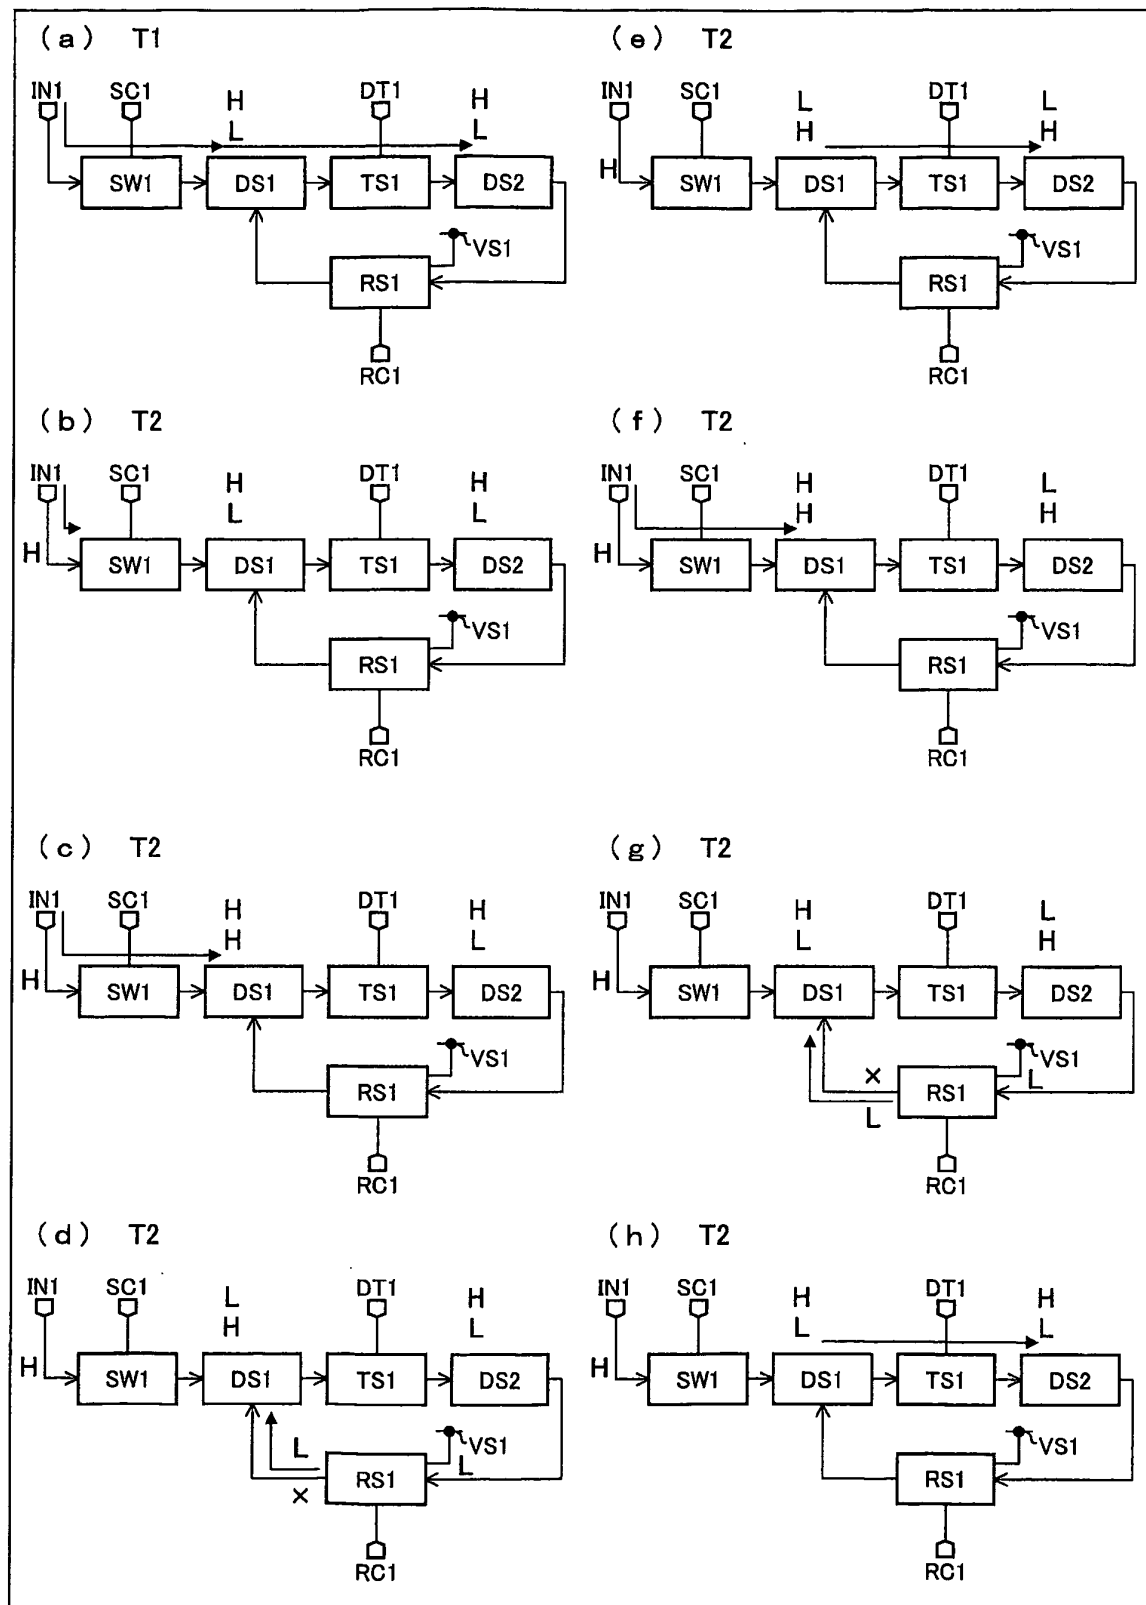 (a) T1
IN1 SC1 H DT1 H
L L
SW1 DS1 TS1 DS2
VS1
RS1
RC1
(b) T2
IN1 SC1 H DT1 H
L L
H SW1 DS1 TS1 DS2
VS1
RS1
RC1
(c) T2
IN1 SC1 H DT1 H
H L
H SW1 DS1 TS1 DS2
VS1
RS1
RC1
(d) T2
IN1 SC1 L DT1 H
H L
H SW1 DS1 TS1 DS2
L VS1
RS1 L
×
RC1
(e) T2
IN1 SC1 L DT1 L
H H
H SW1 DS1 TS1 DS2
VS1
RS1
RC1
(f) T2
IN1 SC1 H DT1 L
H H
H SW1 DS1 TS1 DS2
VS1
RS1
RC1
(g) T2
IN1 SC1 H DT1 L
L H
H SW1 DS1 TS1 DS2
VS1
× RS1 L
L
RC1
(h) T2
IN1 SC1 H DT1 H
L L
H SW1 DS1 TS1 DS2
VS1
RS1
RC1